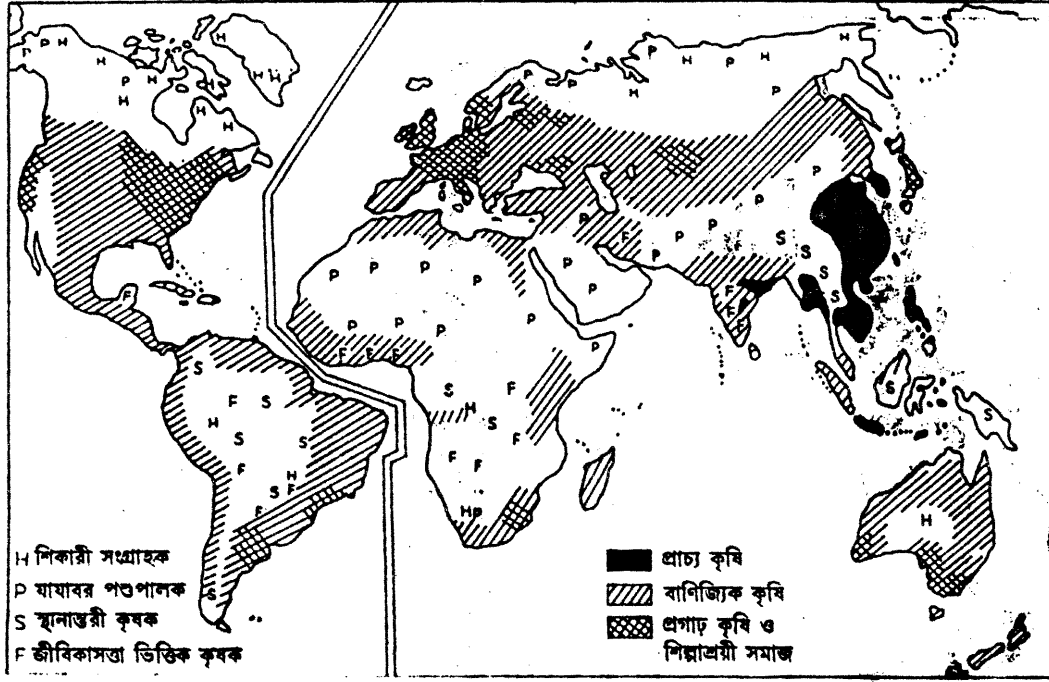 H শিকারী সংগ্রাহক
P যাযাবর পশুপালক
S স্থানান্তরী কৃষক
F জীবিকাসত্তা ভিত্তিক কৃষক
প্রাচ্য কৃষি
বাণিজ্যিক কৃষি
প্রগাঢ় কৃষি ও
শিল্পাশ্রয়ী সমাজ